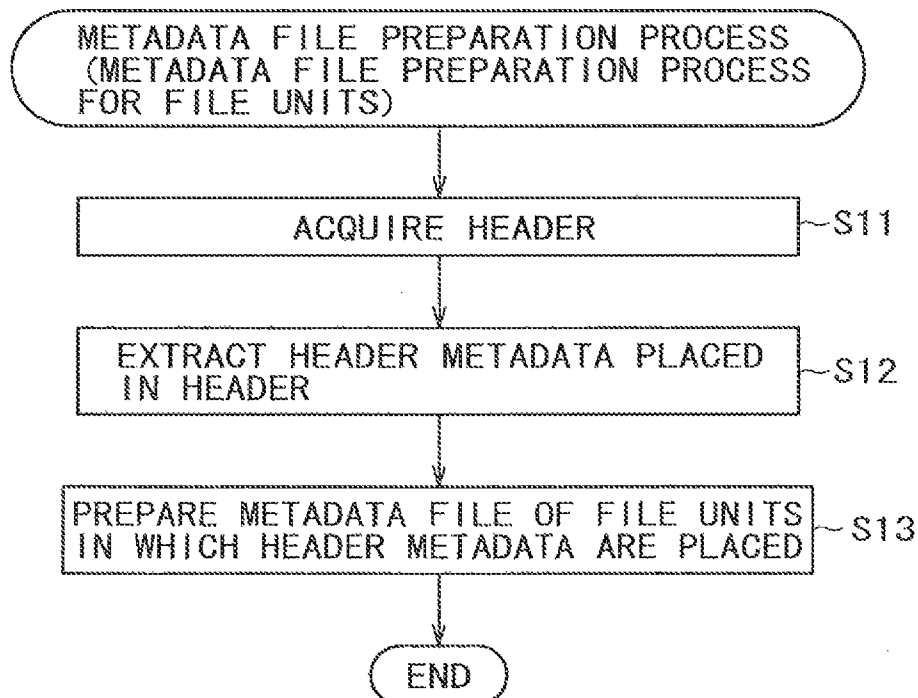 METADATA FILE PREPARATION PROCESS
(METADATA FILE PREPARATION PROCESS
FOR FILE UNITS)
ACQUIRE HEADER
S11
EXTRACT HEADER METADATA PLACED
IN HEADER
S12
PREPARE METADATA FILE OF FILE UNITS
IN WHICH HEADER METADATA ARE PLACED
S13
END